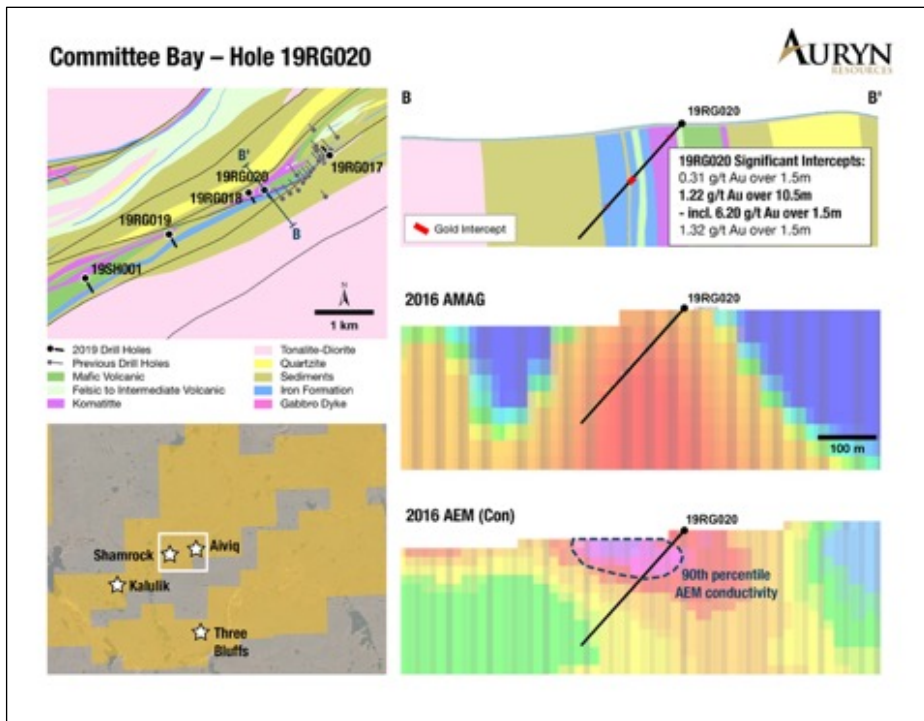 Committee Bay – Hole 19RG020
AURYN
RESOURCES
B'
19RG020
19RG017
19RG018
19RG019
B
19SH001
N
1 km
2019 Drill Holes
Previous Drill Holes
Mafic Volcanic
Felsic to Intermediate Volcanic
Komatitte
Tonalite-Diorite
Quartzite
Sediments
Iron Formation
Gabbro Dyke
Shamrock
Aiviq
Kalulik
Three
Bluffs
B
B'
19RG020
19RG020 Significant Intercepts:
0.31 g/t Au over 1.5m
1.22 g/t Au over 10.5m
- incl. 6.20 g/t Au over 1.5m
1.32 g/t Au over 1.5m
Gold Intercept
2016 AMAG
19RG020
100 m
2016 AEM (Con)
19RG020
90th percentile
AEM conductivity